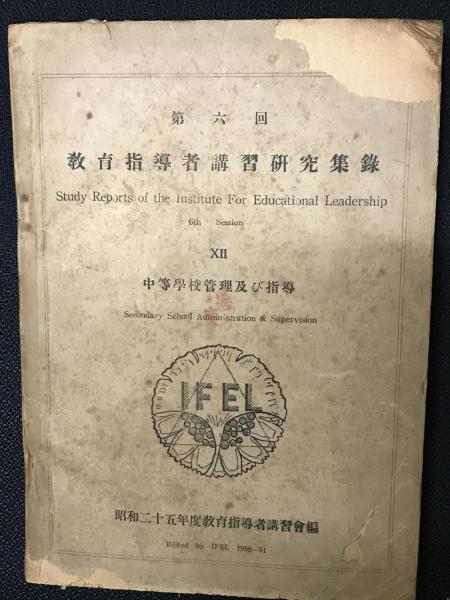 第六回
教育指導者講習研究集錄
Study Reports of the Institute For Educational Leadership
6th Session
XII
中等學校管理及び指導
Secondary School Administration & Supervision
IFEL
昭和二十五年度教育指導者講習會編
Edited by IFEL 1950-51